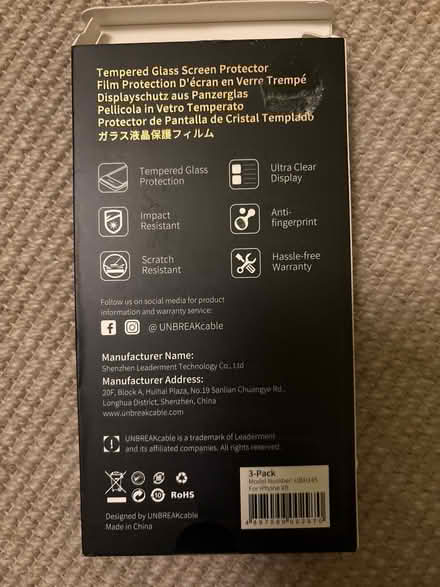 Tempered Glass Screen Protector
Film Protection D'écran en Verre Trempé
Displayschutz aus Panzerglas
Pellicola in Vetro Temperato
Protector de Pantalla de Cristal Templado
ガラス液晶保護フィルム
Tempered Glass
Protection
Ultra Clear
Display
Impact
Resistant
Anti-
fingerprint
Scratch
Resistant
Hassle-free
Warranty
Follow us on social media for product
information and warranty service:
@ UNBREAKcable
Manufacturer Name:
Shenzhen Leaderment Technology Co., Ltd
Manufacturer Address:
20F, Block A, Huihai Plaza, No.19 Sanlian Chuangye Rd.,
Longhua District, Shenzhen, China
www.unbreakcable.com
UNBREAKcable is a trademark of Leaderment
and its affiliated companies. All rights reserved.
RoHS
10
Designed by UNBREAKcable
Made in China
3-Pack
Model Number:
For iPhone